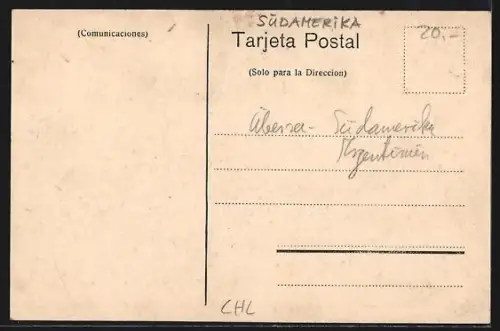 SÜDAMERIKA
(Comunicaciones)
Tarjeta Postal
20,-
(Solo para la Direccion)
Übersee- Südamerika
Argentinien
CHL